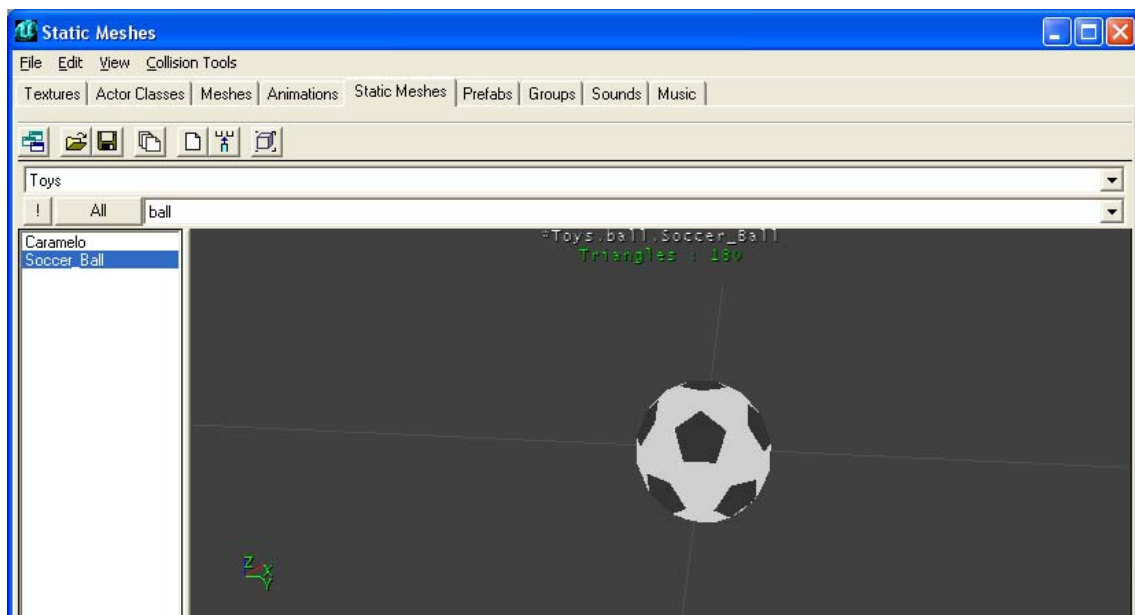 Static Meshes
File Edit View Collision Tools
Textures Actor Classes Meshes Animations Static Meshes Prefabs Groups Sounds Music
Toys
! All ball
Caramelo
Soccer_Ball
*Toys.ball.Soccer_Ball
Triangles :
Z
X
Y